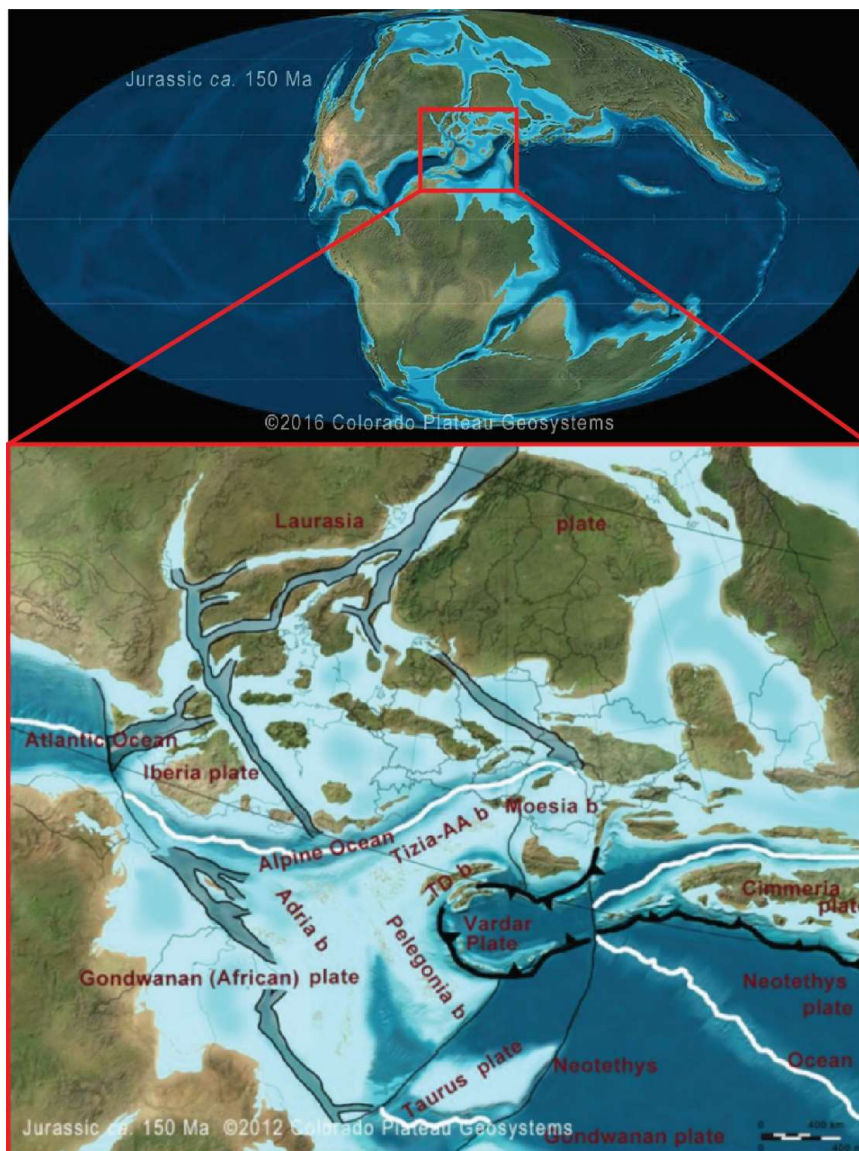 Jurassic ca. 150 Ma
©2016 Colorado Plateau Geosystems
Laurasia plate
Atlantic Ocean
Iberia plate
Alpine Ocean
Tizia-AA b
Moesia b
TD b
Adria b
Pelegonia b
Vardar
Plate
Cimmeria
plate
Gondwanan (African) plate
Neotethys
plate
Taurus plate
Neotethys
Ocean
Gondwanan plate
Jurassic ca. 150 Ma ©2012 Colorado Plateau Geosystems
0 400 km